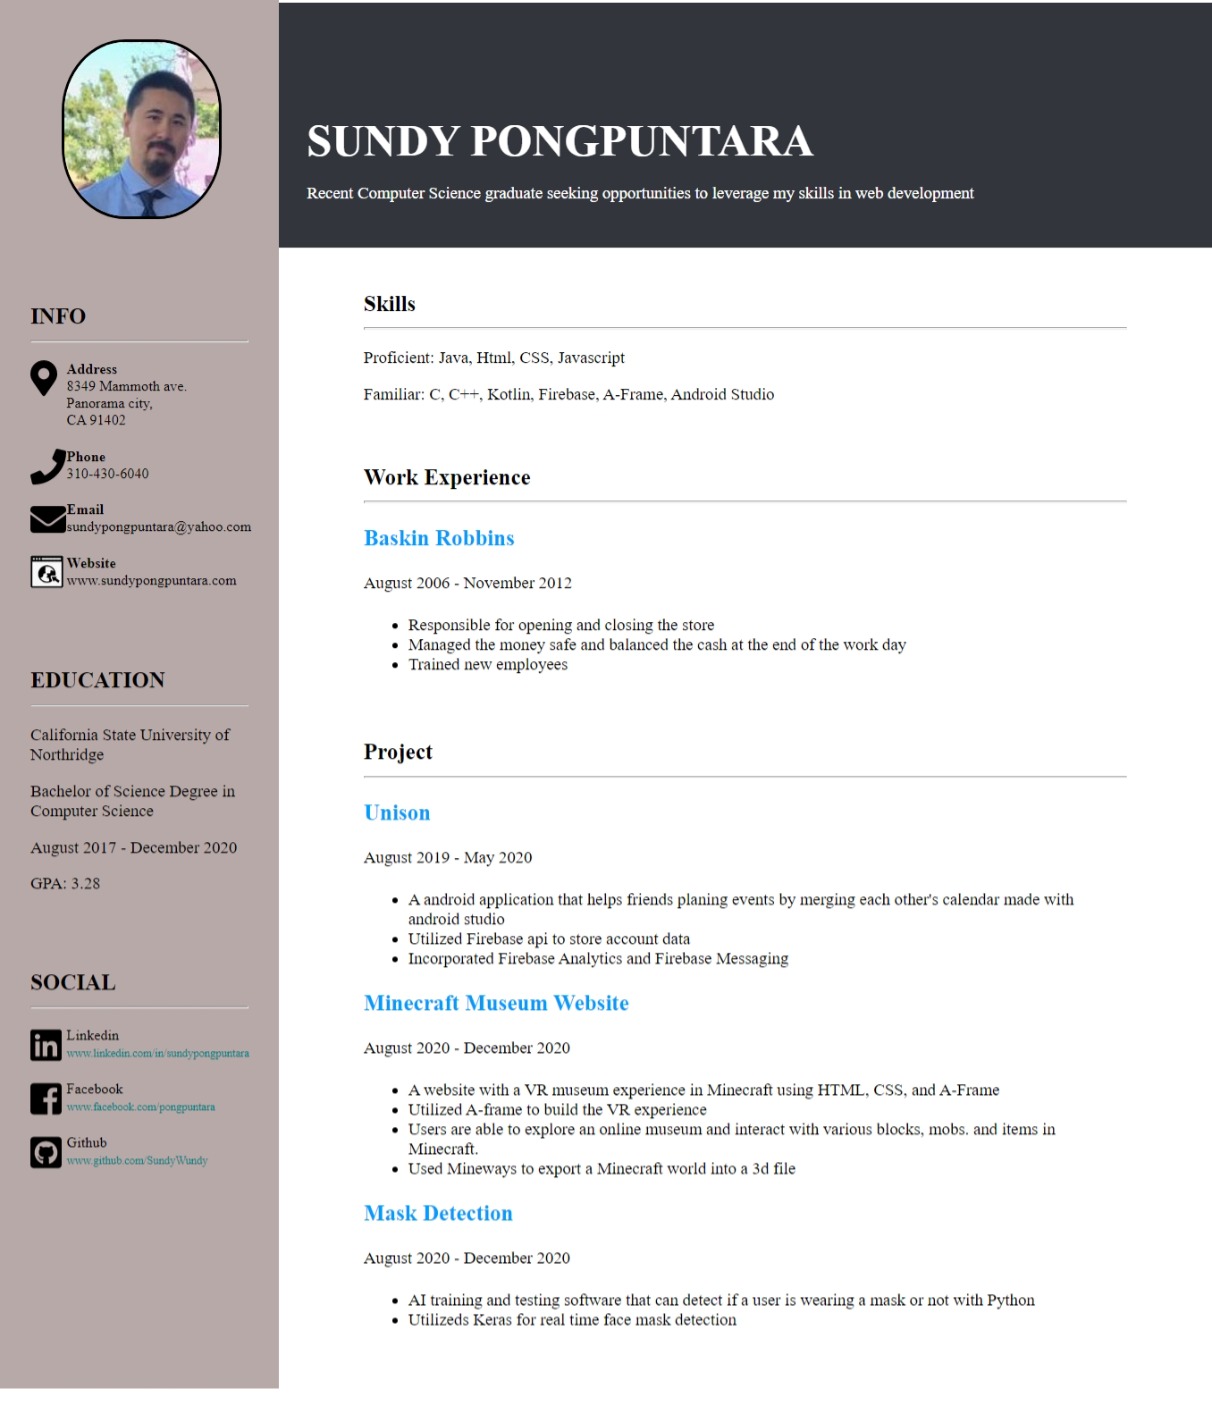 SUNDY PONGPUNTARA
Recent Computer Science graduate seeking opportunities to leverage my skills in web development
INFO
Address
8349 Mammoth ave.
Panorama city,
CA 91402
Phone
310-430-6040
Email
sundypongpuntara@yahoo.com
Website
www.sundypongpuntara.com
EDUCATION
California State University of
Northridge
Bachelor of Science Degree in
Computer Science
August 2017 - December 2020
GPA: 3.28
SOCIAL
Linkedin
www.linkedin.com/in/sundypongpuntara
Facebook
www.facebook.com/pongpuntara
Github
www.github.com/SundyWundy
Skills
Proficient: Java, Html, CSS, Javascript
Familiar: C, C++, Kotlin, Firebase, A-Frame, Android Studio
Work Experience
Baskin Robbins
August 2006 - November 2012
• Responsible for opening and closing the store
• Managed the money safe and balanced the cash at the end of the work day
• Trained new employees
Project
Unison
August 2019 - May 2020
• A android application that helps friends planing events by merging each other's calendar made with
android studio
• Utilized Firebase api to store account data
• Incorporated Firebase Analytics and Firebase Messaging
Minecraft Museum Website
August 2020 - December 2020
• A website with a VR museum experience in Minecraft using HTML, CSS, and A-Frame
• Utilized A-frame to build the VR experience
• Users are able to explore an online museum and interact with various blocks, mobs. and items in
Minecraft.
• Used Mineways to export a Minecraft world into a 3d file
Mask Detection
August 2020 - December 2020
• AI training and testing software that can detect if a user is wearing a mask or not with Python
• Utilizeds Keras for real time face mask detection